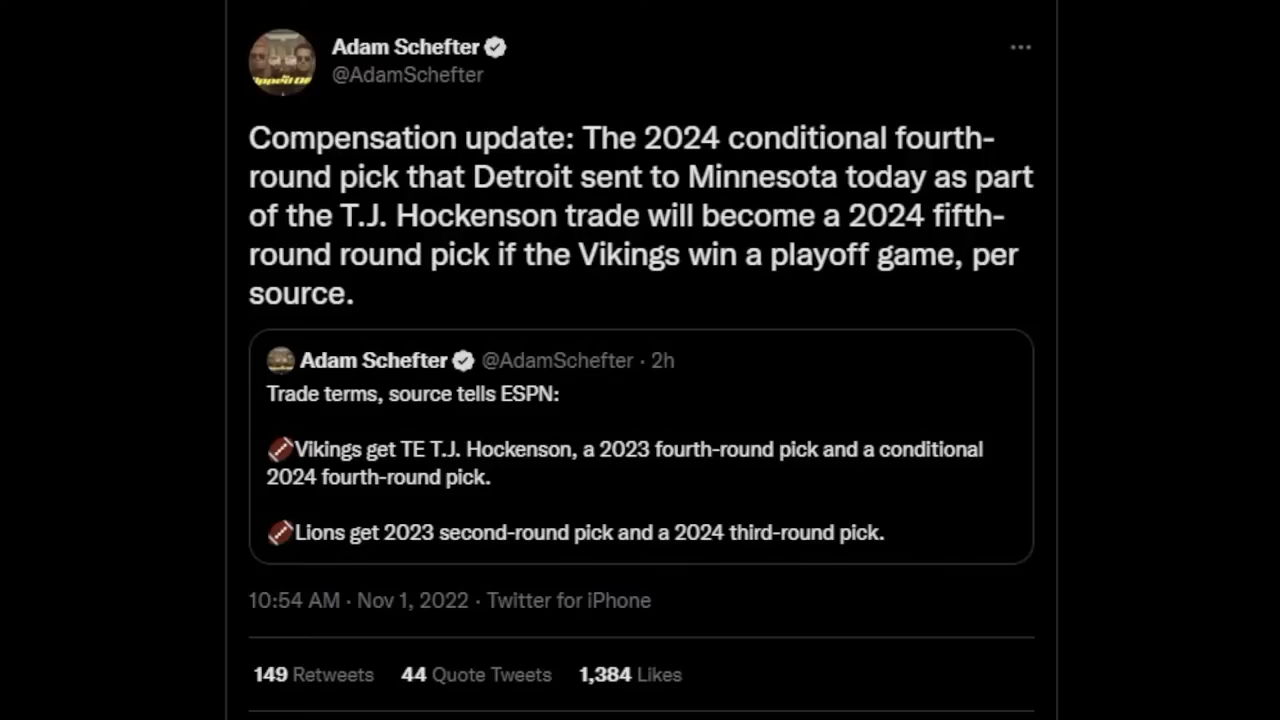 Adam Schefter
@AdamSchefter
Compensation update: The 2024 conditional fourth-
round pick that Detroit sent to Minnesota today as part
of the T.J. Hockenson trade will become a 2024 fifth-
round round pick if the Vikings win a playoff game, per
source.
Adam Schefter @AdamSchefter · 2h
Trade terms, source tells ESPN:
🏈Vikings get TE T.J. Hockenson, a 2023 fourth-round pick and a conditional
2024 fourth-round pick.
🏈Lions get 2023 second-round pick and a 2024 third-round pick.
10:54 AM · Nov 1, 2022 · Twitter for iPhone
149 Retweets 44 Quote Tweets 1,384 Likes